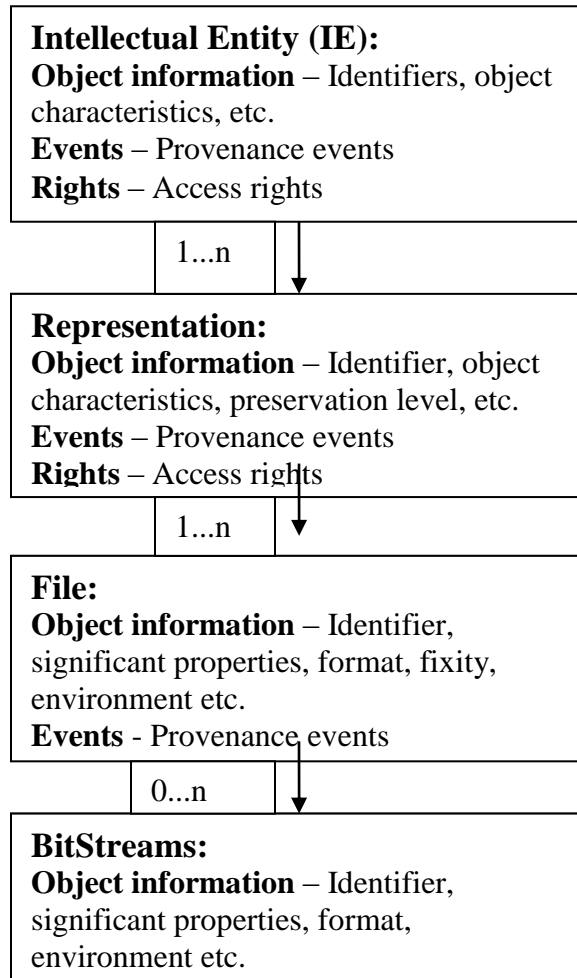 Intellectual Entity (IE):
Object information – Identifiers, object
characteristics, etc.
Events – Provenance events
Rights – Access rights
1...n
Representation:
Object information – Identifier, object
characteristics, preservation level, etc.
Events – Provenance events
Rights – Access rights
1...n
File:
Object information – Identifier,
significant properties, format, fixity,
environment etc.
Events - Provenance events
0...n
BitStreams:
Object information – Identifier,
significant properties, format,
environment etc.